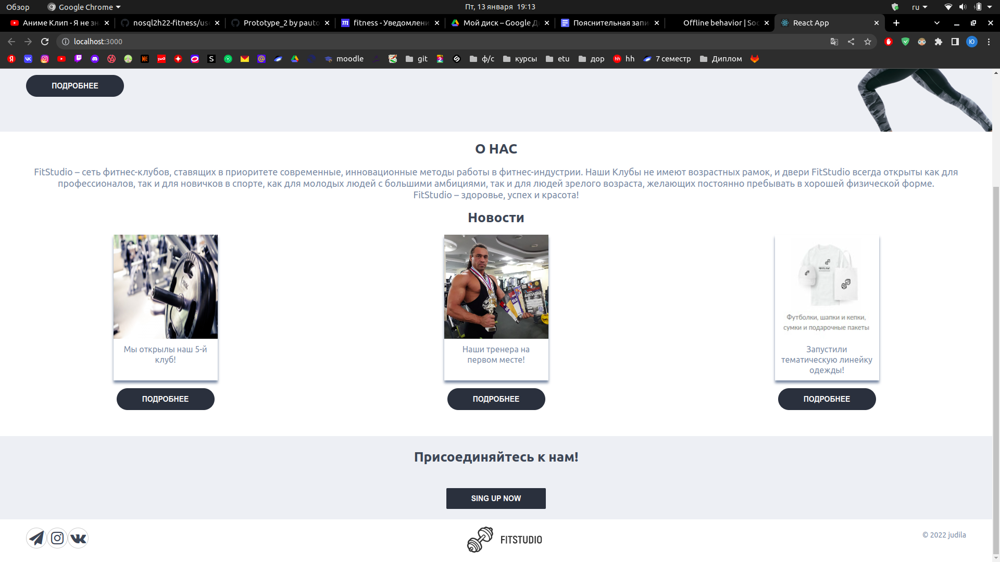 Обзор
Google Chrome
Пт, 13 января 19:13
ru
Аниме Клип - Я не зн
nosql2h22-fitness/use
Prototype_2 by pauto
fitness - Уведомлени
Мой диск – Google Д
Пояснительная запи
Offline behavior | Soc
React App
localhost:3000
moodle
git
ф/с
курсы
etu
дор
hh
7 семестр
Диплом
ПОДРОБНЕЕ
О НАС
FitStudio – сеть фитнес-клубов, ставящих в приоритете современные, инновационные методы работы в фитнес-индустрии. Наши Клубы не имеют возрастных рамок, и двери FitStudio всегда открыты как для
профессионалов, так и для новичков в спорте, как для молодых людей с большими амбициями, так и для людей зрелого возраста, желающих постоянно пребывать в хорошей физической форме.
FitStudio – здоровье, успех и красота!
Новости
ДИПЛОМ
Футболки, шапки и кепки,
сумки и подарочные пакеты
Мы открылы наш 5-й
клуб!
Наши тренера на
первом месте!
Запустили
тематическую линейку
одежды!
ПОДРОБНЕЕ
ПОДРОБНЕЕ
ПОДРОБНЕЕ
Присоединяйтесь к нам!
SING UP NOW
FITSTUDIO
© 2022 judila